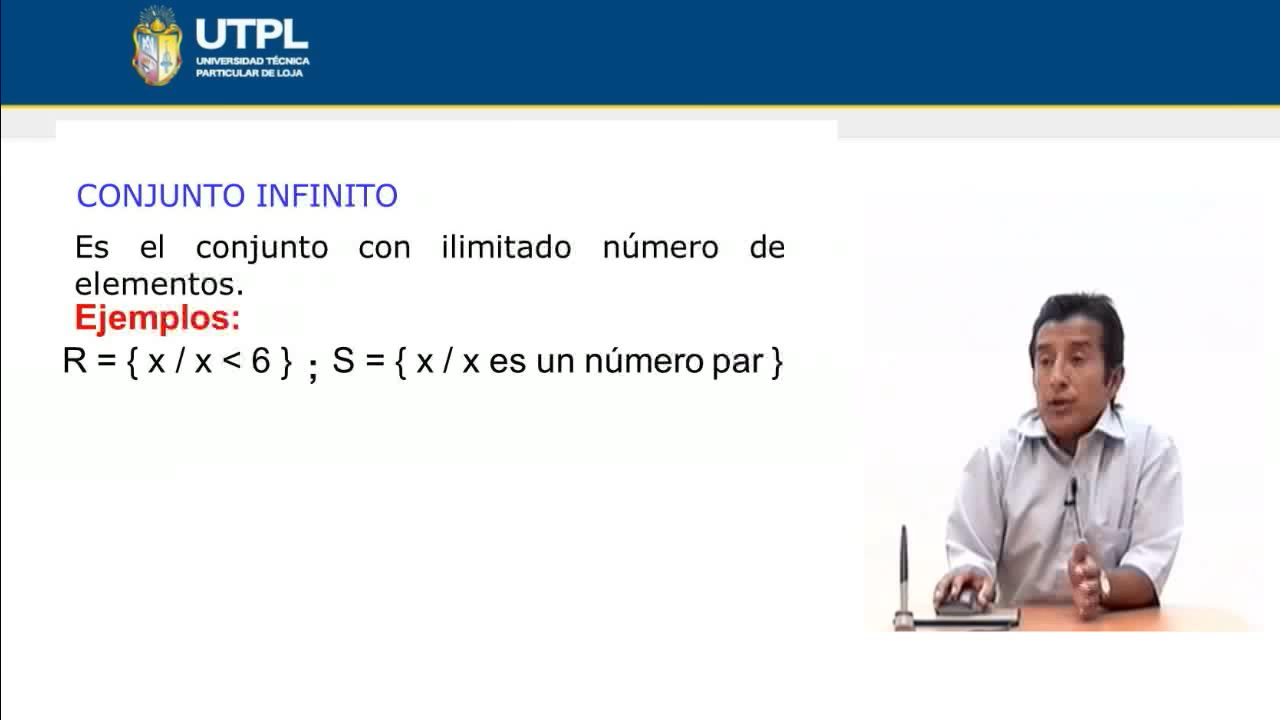 UTPL
UNIVERSIDAD TÉCNICA
PARTICULAR DE LOJA
CONJUNTO INFINITO
Es el conjunto con ilimitado número de
elementos.
Ejemplos:
R = { x / x < 6 } ; S = { x / x es un número par }